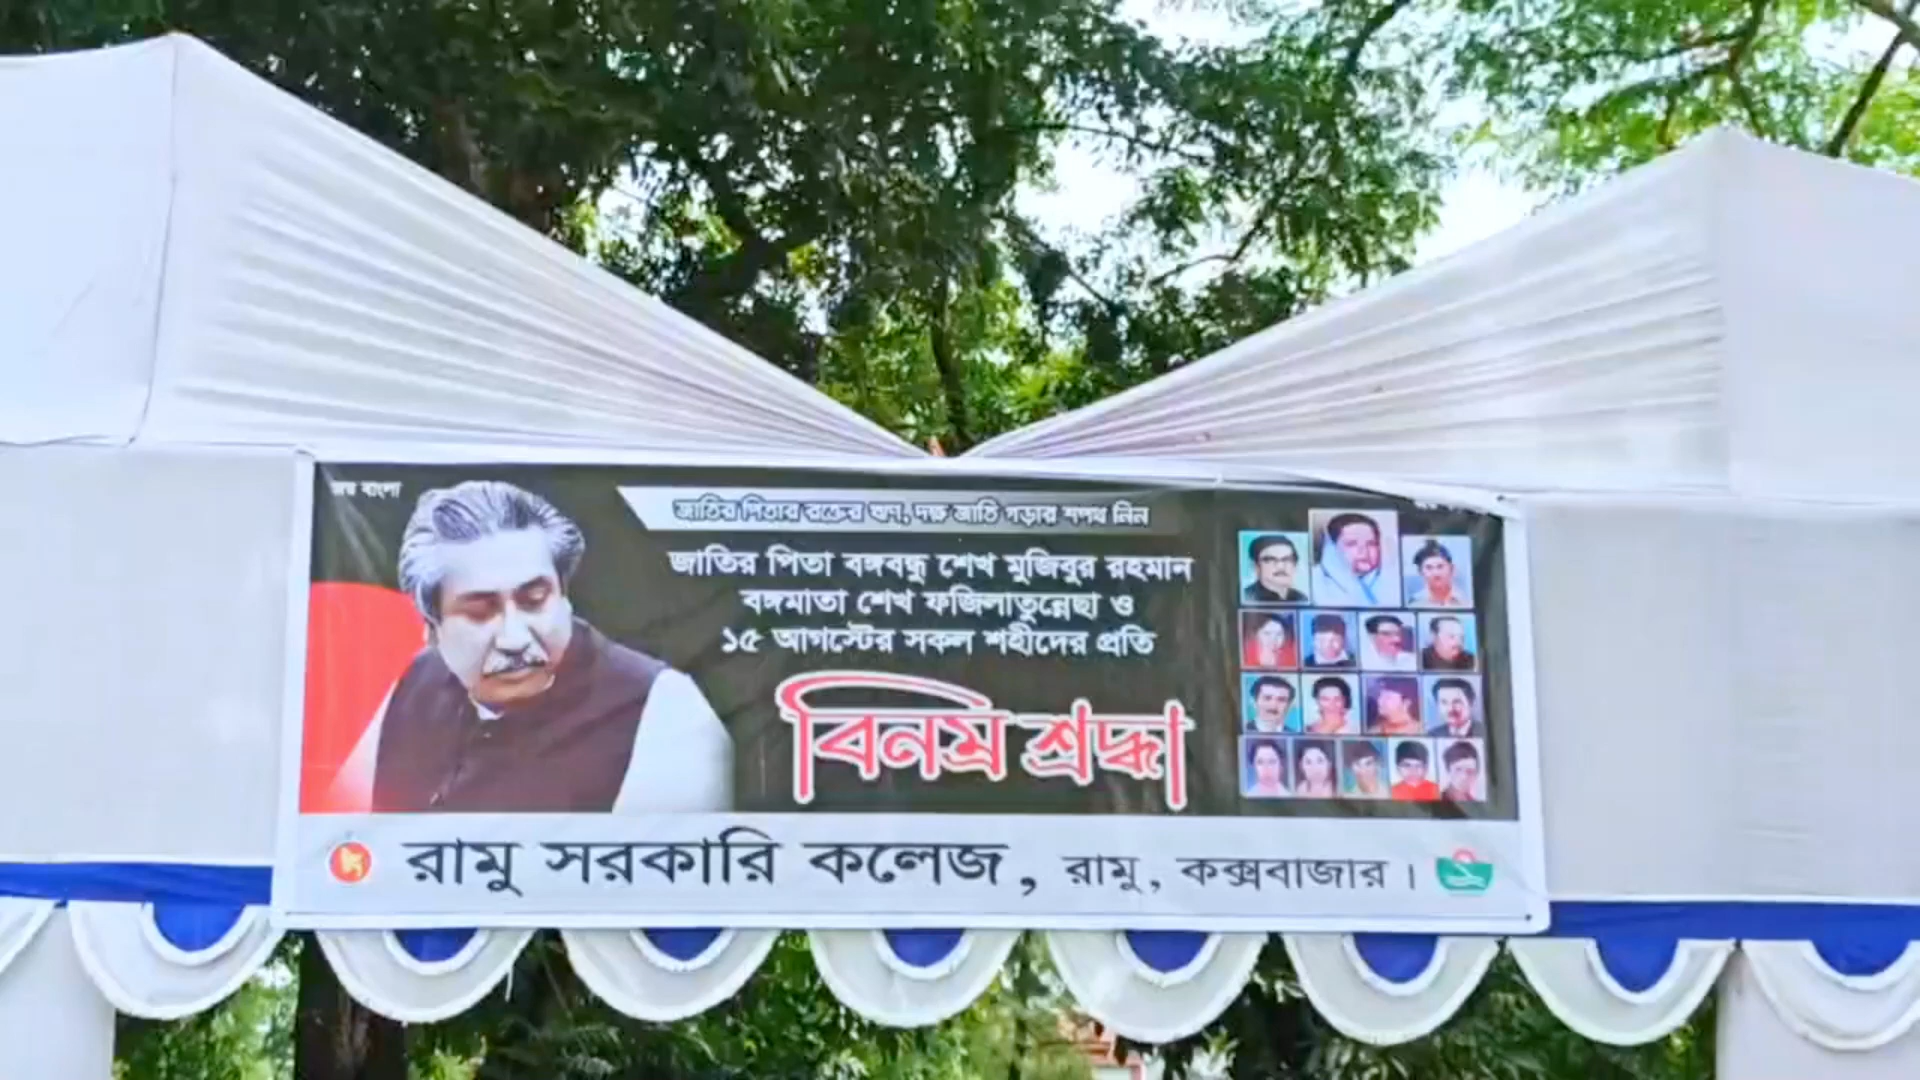 জয় বাংলা
জাতির পিতার রক্তের ঋণ, দক্ষ জাতি গড়ার শপথ নিন
জাতির পিতা বঙ্গবন্ধু শেখ মুজিবুর রহমান
বঙ্গমাতা শেখ ফজিলাতুন্নেছা ও
১৫ আগস্টের সকল শহীদের প্রতি
বিনম্র শ্রদ্ধা
রামু সরকারি কলেজ, রামু, কক্সবাজার।